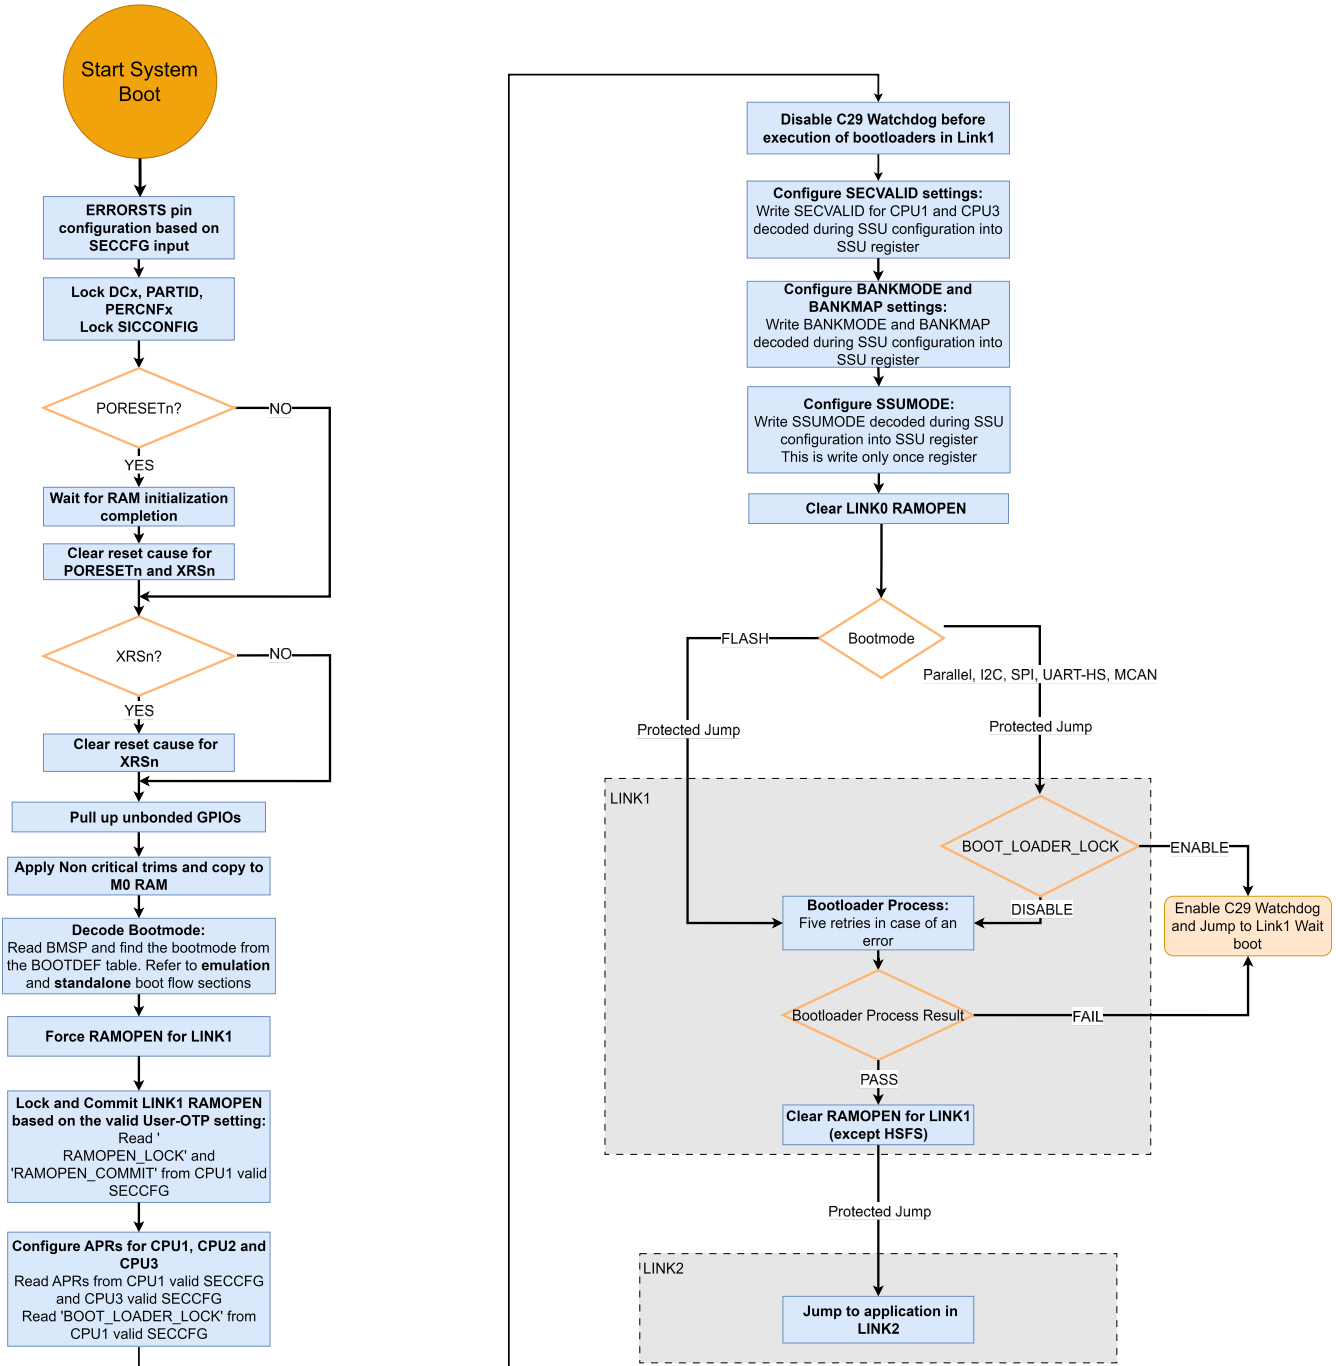 Start System
Boot
ERRORSTS pin
configuration based on
SECCFG input
Lock DCx, PARTID,
PERCNFx
Lock SICCONFIG
PORESETn?
NO
YES
Wait for RAM initialization
completion
Clear reset cause for
PORESETn and XRSn
XRSn?
NO
YES
Clear reset cause for
XRSn
Pull up unbonded GPIOs
Apply Non critical trims and copy to
M0 RAM
Decode Bootmode:
Read BMSP and find the bootmode from
the BOOTDEF table. Refer to emulation
and standalone boot flow sections
Force RAMOPEN for LINK1
Lock and Commit LINK1 RAMOPEN
based on the valid User-OTP setting:
Read '
RAMOPEN_LOCK' and
'RAMOPEN_COMMIT' from CPU1 valid
SECCFG
Configure APRs for CPU1, CPU2 and
CPU3
Read APRs from CPU1 valid SECCFG
and CPU3 valid SECCFG
Read 'BOOT_LOADER_LOCK' from
CPU1 valid SECCFG
Disable C29 Watchdog before
execution of bootloaders in Link1
Configure SECVALID settings:
Write SECVALID for CPU1 and CPU3
decoded during SSU configuration into
SSU register
Configure BANKMODE and
BANKMAP settings:
Write BANKMODE and BANKMAP
decoded during SSU configuration into
SSU register
Configure SSUMODE:
Write SSUMODE decoded during SSU
configuration into SSU register
This is write only once register
Clear LINK0 RAMOPEN
Bootmode
FLASH
Parallel, I2C, SPI, UART-HS, MCAN
Protected Jump
Protected Jump
LINK1
BOOT_LOADER_LOCK
ENABLE
DISABLE
Bootloader Process:
Five retries in case of an
error
Enable C29 Watchdog
and Jump to Link1 Wait
boot
Bootloader Process Result
FAIL
PASS
Clear RAMOPEN for LINK1
(except HSFS)
Protected Jump
LINK2
Jump to application in
LINK2